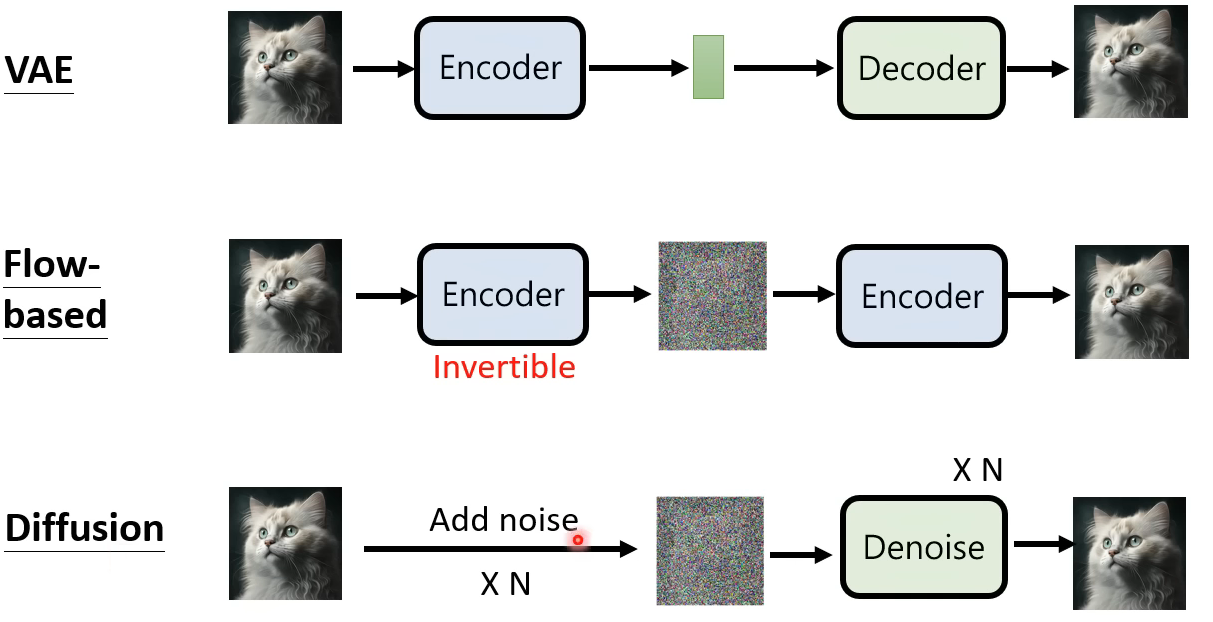 VAE
Encoder
Decoder
Flow-
based
Encoder
Encoder
Invertible
X N
Diffusion
Add noise
Denoise
X N